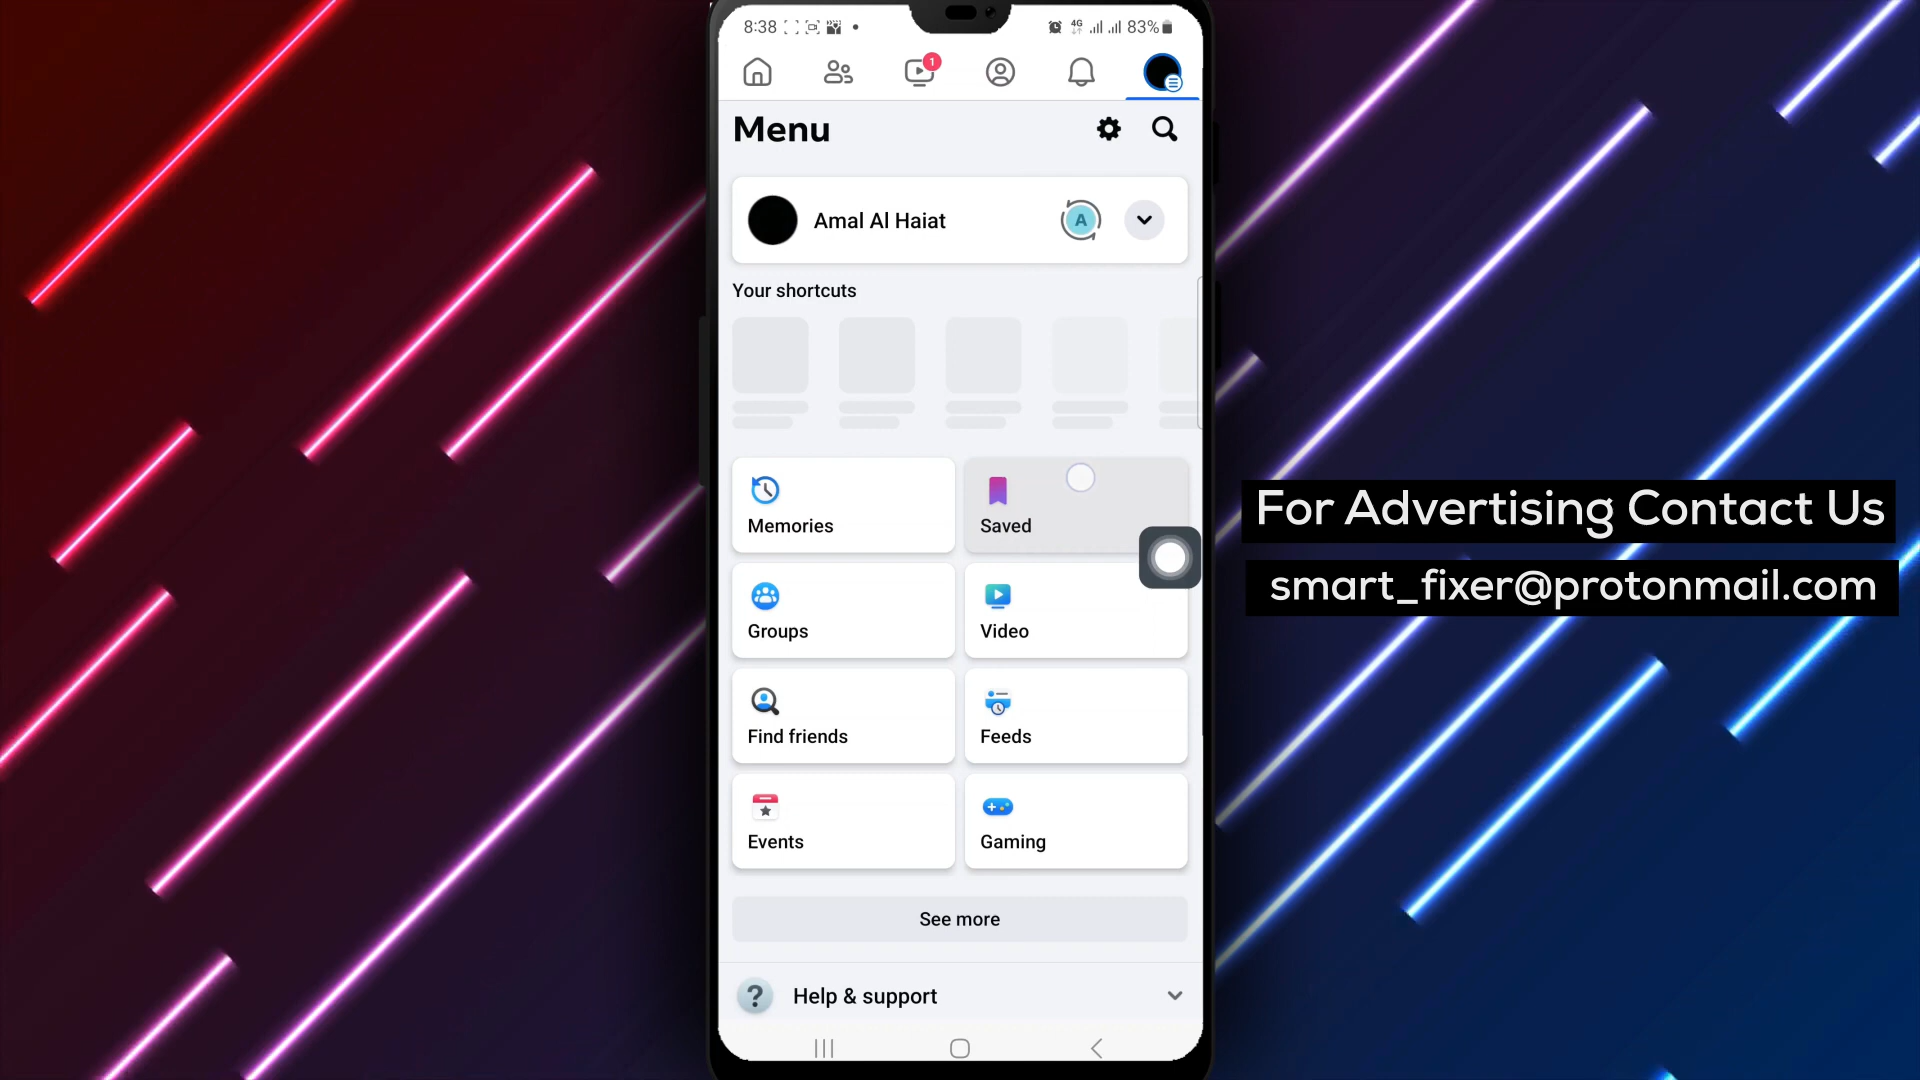 8:38
4G
83%
1
Menu
Amal Al Haiat
A
Your shortcuts
Memories
Saved
Groups
Video
Find friends
Feeds
Events
Gaming
See more
? Help & support
For Advertising Contact Us
smart_fixer@protonmail.com